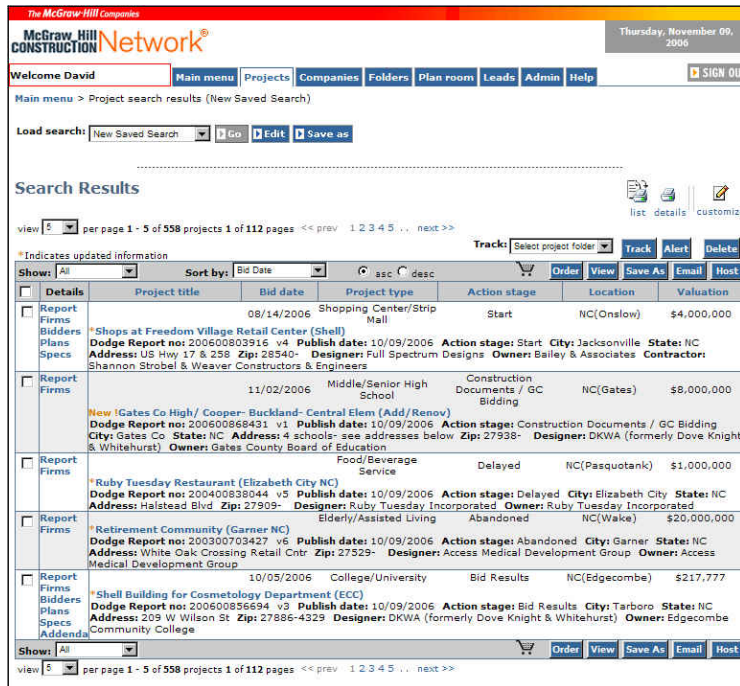 The McGraw-Hill Companies
McGraw_Hill
CONSTRUCTION Network®
Thursday, November 09,
2006
Welcome David
Main menu Projects Companies Folders Plan room Leads Admin Help
SIGN OU
Main menu > Project search results (New Saved Search)
Load search: New Saved Search Go Edit Save as
Search Results
list details customiz
view 5 per page 1 - 5 of 558 projects 1 of 112 pages << prev 1 2 3 4 5 .. next >>
Track: Select project folder Track Alert Delete
*Indicates updated information
Show: All Sort by: Bid Date asc desc Order View Save As Email Host
Details Project title Bid date Project type Action stage Location Valuation
Report
Firms
Bidders
Plans
Specs
08/14/2006 Shopping Center/Strip Mall Start NC(Onslow) $4,000,000
*Shops at Freedom Village Retail Center (Shell)
Dodge Report no: 200600803916 v4 Publish date: 10/09/2006 Action stage: Start City: Jacksonville State: NC
Address: US Hwy 17 & 258 Zip: 28540- Designer: Full Spectrum Designs Owner: Bailey & Associates Contractor:
Shannon Strobel & Weaver Constructors & Engineers
Report
Firms
11/02/2006 Middle/Senior High School Construction Documents / GC Bidding NC(Gates) $8,000,000
New !Gates Co High/ Cooper- Buckland- Central Elem (Add/Renov)
Dodge Report no: 200600868431 v1 Publish date: 10/09/2006 Action stage: Construction Documents / GC Bidding
City: Gates Co State: NC Address: 4 schools- see addresses below Zip: 27938- Designer: DKWA (formerly Dove Knight
& Whitehurst) Owner: Gates County Board of Education
Report
Firms
Food/Beverage Service Delayed NC(Pasquotank) $1,000,000
*Ruby Tuesday Restaurant (Elizabeth City NC)
Dodge Report no: 200400838044 v5 Publish date: 10/09/2006 Action stage: Delayed City: Elizabeth City State: NC
Address: Halstead Blvd Zip: 27909- Designer: Ruby Tuesday Incorporated Owner: Ruby Tuesday Incorporated
Report
Firms
Elderly/Assisted Living Abandoned NC(Wake) $20,000,000
*Retirement Community (Garner NC)
Dodge Report no: 200300703427 v6 Publish date: 10/09/2006 Action stage: Abandoned City: Garner State: NC
Address: White Oak Crossing Retail Cntr Zip: 27529- Designer: Access Medical Development Group Owner: Access
Medical Development Group
Report
Firms
Bidders
Plans
Specs
Addenda
10/05/2006 College/University Bid Results NC(Edgecombe) $217,777
*Shell Building for Cosmetology Department (ECC)
Dodge Report no: 200600856694 v3 Publish date: 10/09/2006 Action stage: Bid Results City: Tarboro State: NC
Address: 209 W Wilson St Zip: 27886-4329 Designer: DKWA (formerly Dove Knight & Whitehurst) Owner: Edgecombe
Community College
Show: All Order View Save As Email Host
view 5 per page 1 - 5 of 558 projects 1 of 112 pages << prev 1 2 3 4 5 .. next >>